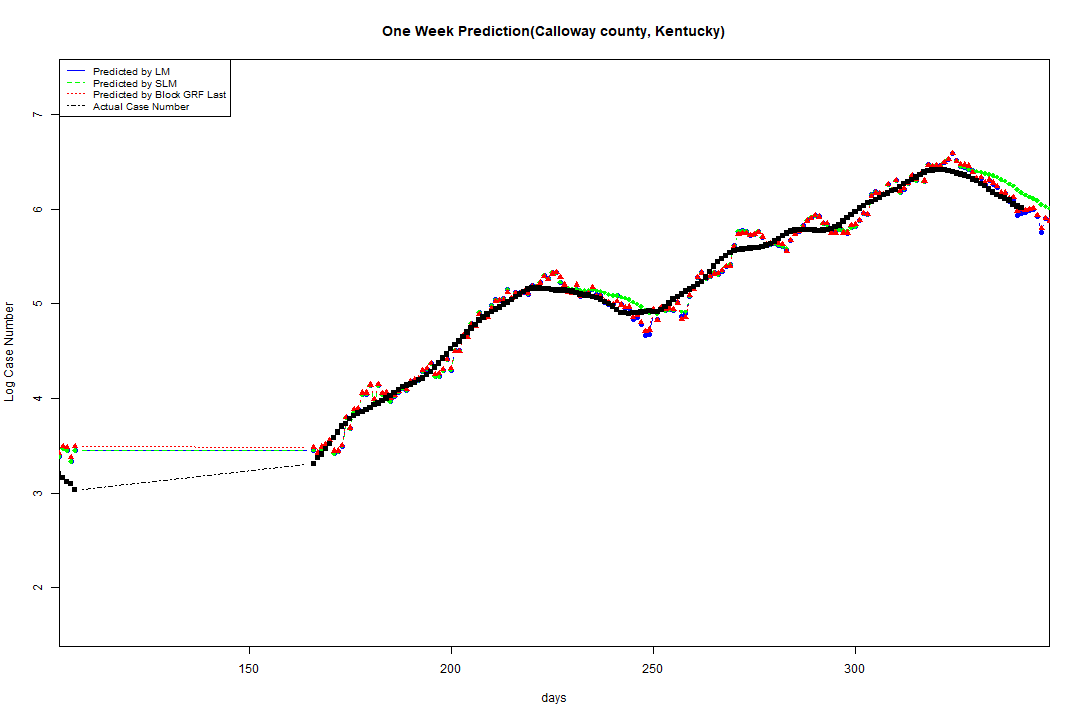 One Week Prediction(Calloway county, Kentucky)
Predicted by LM
Predicted by SLM
Predicted by Block GRF Last
Actual Case Number
7
6
5
4
3
2
Log Case Number
150 200 250 300
days